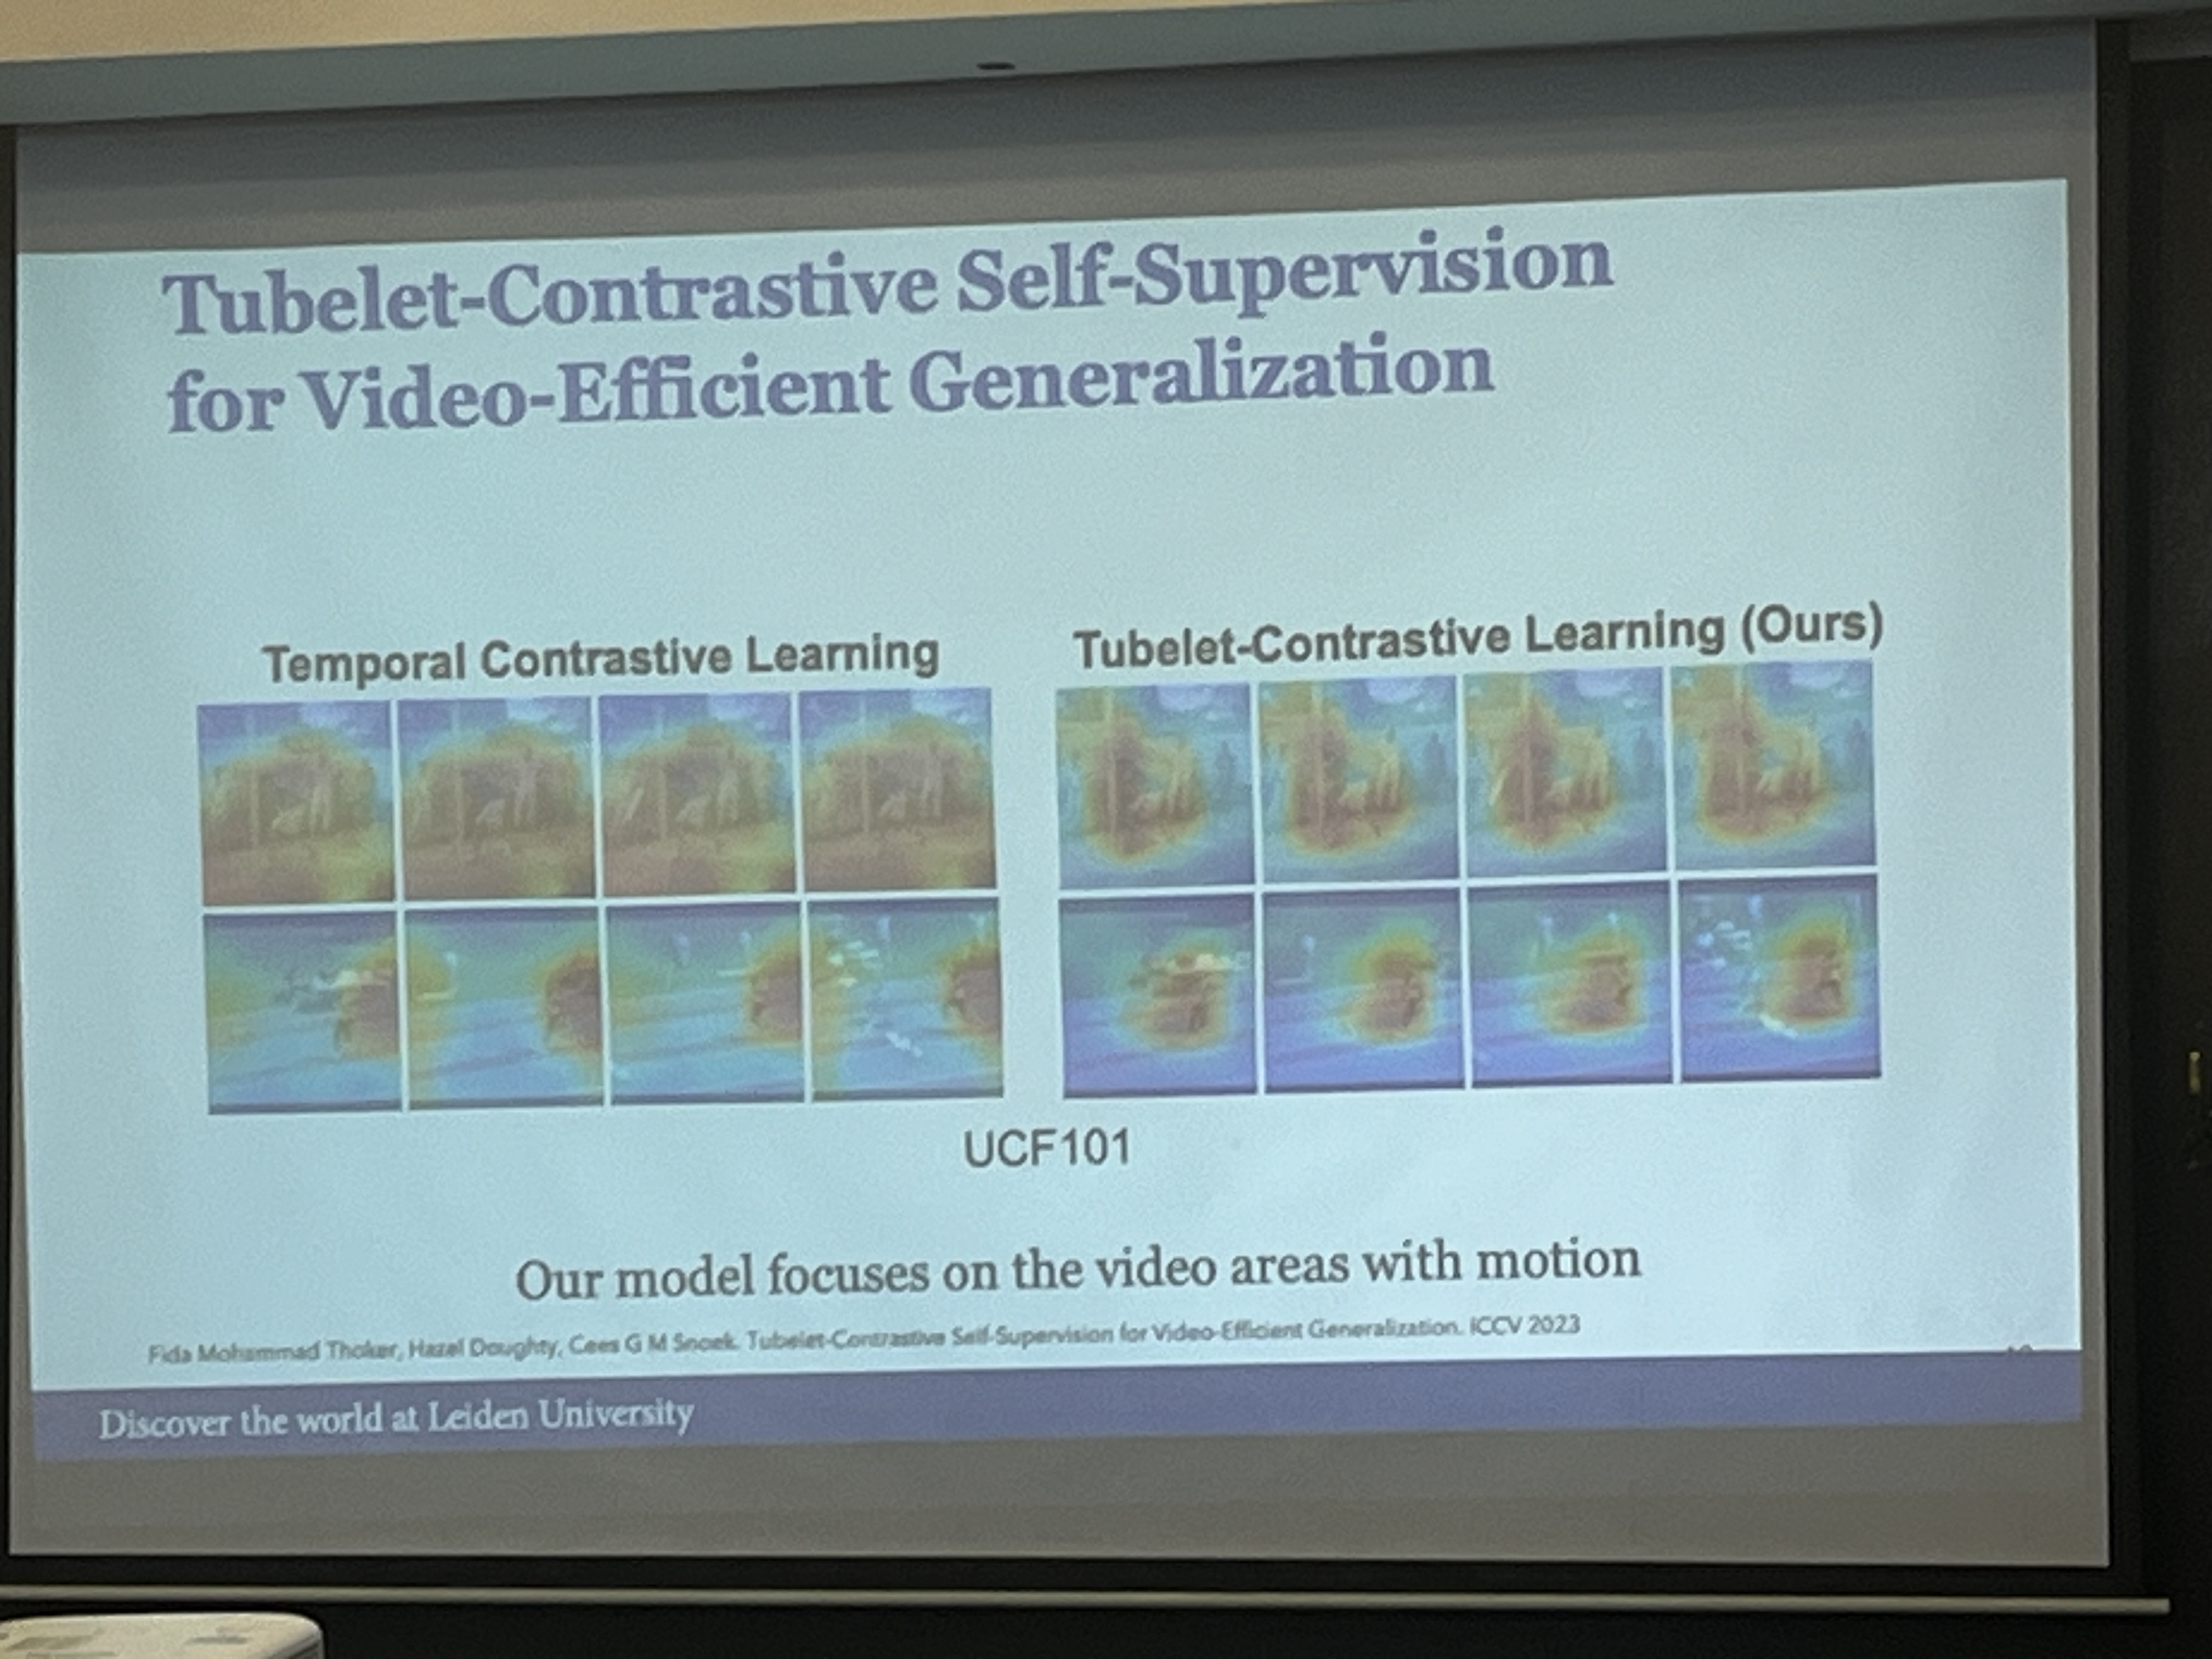 Tubelet-Contrastive Self-Supervision
for Video-Efficient Generalization
Temporal Contrastive Learning
Tubelet-Contrastive Learning (Ours)
UCF101
Our model focuses on the video areas with motion
Fida Mohammad Thoker, Hazel Doughty, Cees G M Snoek. Tubelet-Contrastive Self-Supervision for Video-Efficient Generalization. ICCV 2023
Discover the world at Leiden University